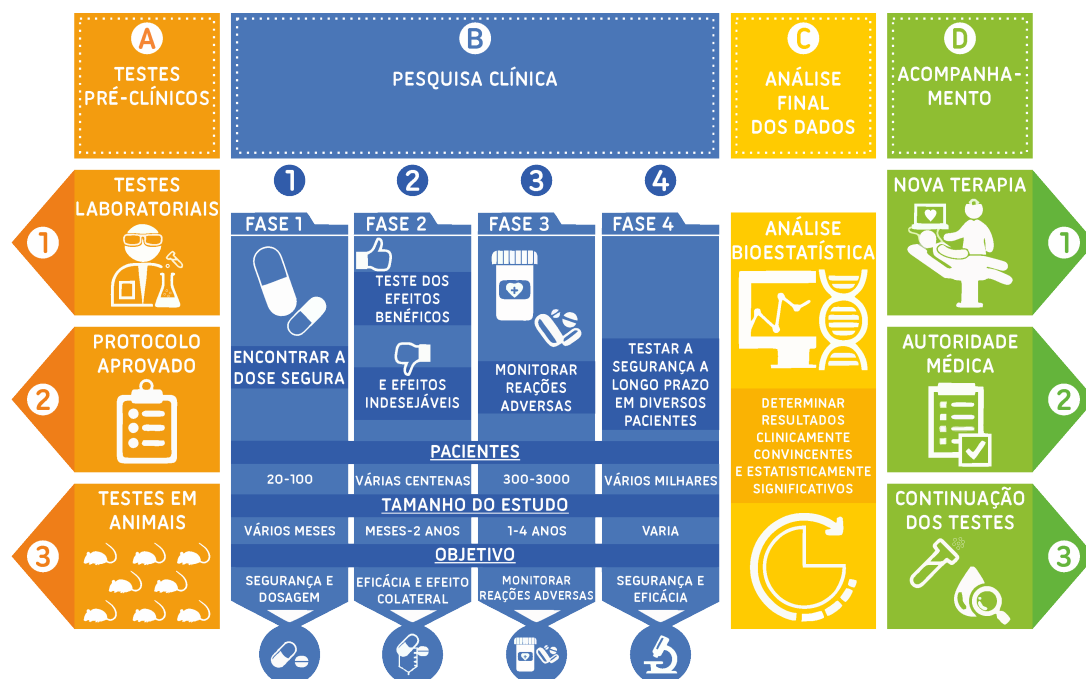 A
TESTES
PRÉ-CLÍNICOS
1
TESTES
LABORATORIAIS
2
PROTOCOLO
APROVADO
3
TESTES EM
ANIMAIS
B
PESQUISA CLÍNICA
1
2
3
4
FASE 1
ENCONTRAR A
DOSE SEGURA
FASE 2
TESTE DOS
EFEITOS
BENÉFICOS
E EFEITOS
INDESEJÁVEIS
FASE 3
MONITORAR
REAÇÕES
ADVERSAS
FASE 4
TESTAR A
SEGURANÇA A
LONGO PRAZO
EM DIVERSOS
PACIENTES
PACIENTES
20-100
VÁRIAS CENTENAS
300-3000
VÁRIOS MILHARES
TAMANHO DO ESTUDO
VÁRIOS MESES
MESES-2 ANOS
1-4 ANOS
VARIA
OBJETIVO
SEGURANÇA E
DOSAGEM
EFICÁCIA E EFEITO
COLATERAL
MONITORAR
REAÇÕES ADVERSAS
SEGURANÇA E
EFICÁCIA
C
ANÁLISE
FINAL
DOS DADOS
ANÁLISE
BIOESTATÍSTICA
DETERMINAR
RESULTADOS
CLINICAMENTE
CONVINCENTES
E ESTATISTICAMENTE
SIGNIFICATIVOS
D
ACOMPANHA-
MENTO
NOVA TERAPIA
1
AUTORIDADE
MÉDICA
2
CONTINUAÇÃO
DOS TESTES
3